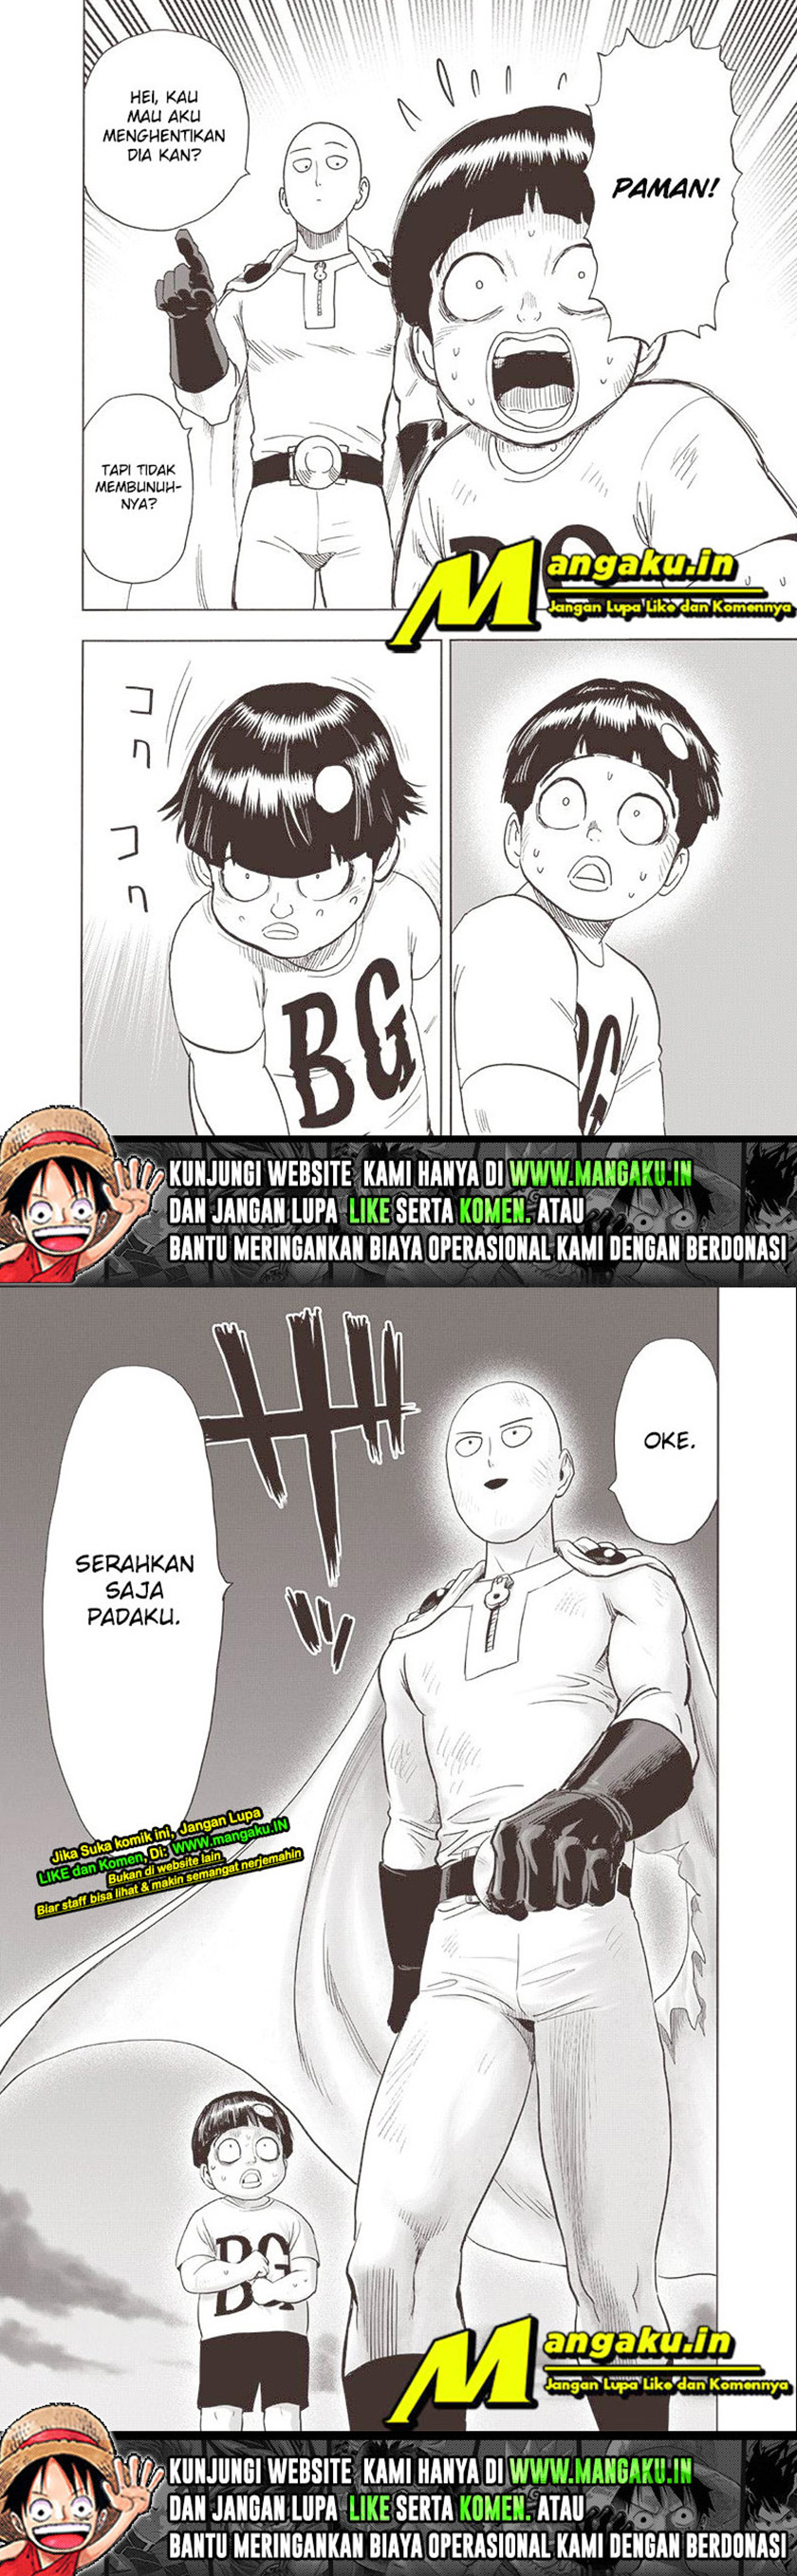 HEI, KAU
MAU AKU
MENGHENTIKAN
DIA KAN?
PAMAN!
TAPI TIDAK
MEMBUNUH-
NYA?
BG
Mangaku.in
Jangan Lupa Like dan Komennya
コクコク
BG
BG
KUNJUNGI WEBSITE KAMI HANYA DI WWW.MANGAKU.IN
DAN JANGAN LUPA LIKE SERTA KOMEN. ATAU
BANTU MERINGANKAN BIAYA OPERASIONAL KAMI DENGAN BERDONASI
OKE.
SERAHKAN
SAJA
PADAKU.
Jika Suka komik ini, Jangan Lupa
LIKE dan Komen. Di: WWW.mangaku.IN
Bukan di website lain
Biar staff bisa lihat & makin semangat nerjemahin
BG
Mangaku.in
Jangan Lupa Like dan Komennya
KUNJUNGI WEBSITE KAMI HANYA DI WWW.MANGAKU.IN
DAN JANGAN LUPA LIKE SERTA KOMEN. ATAU
BANTU MERINGANKAN BIAYA OPERASIONAL KAMI DENGAN BERDONASI